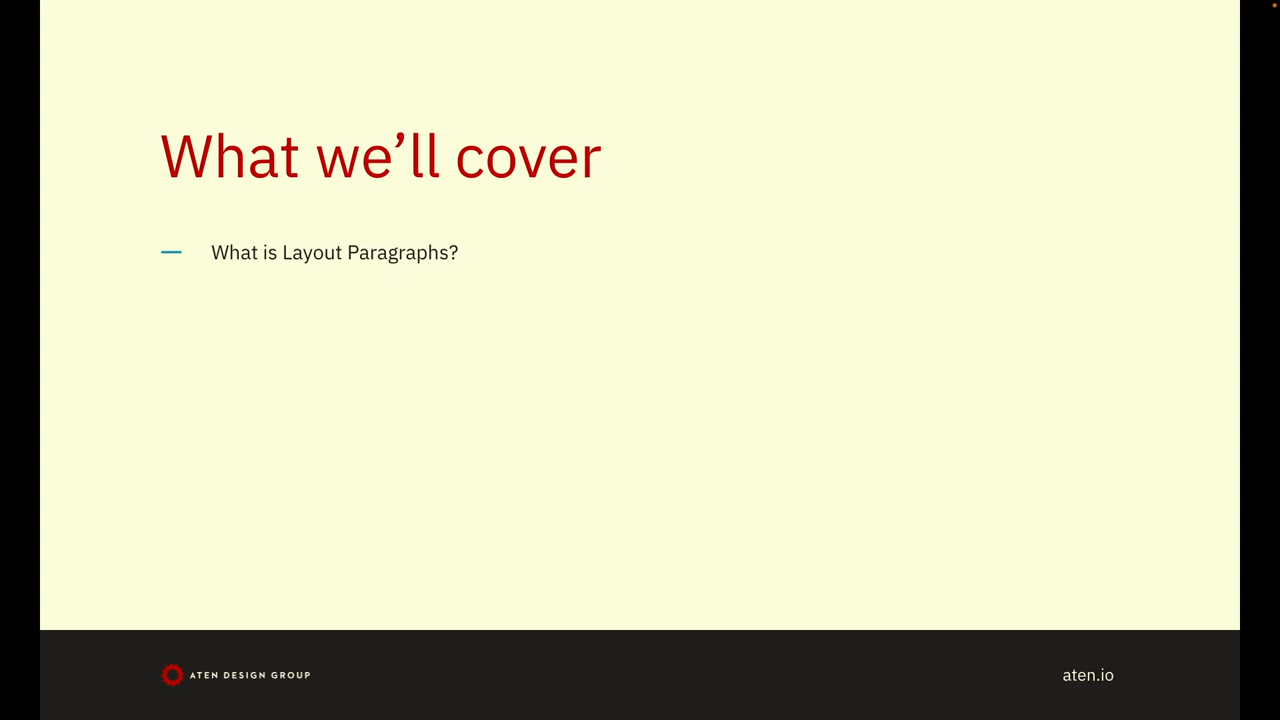 What we’ll cover
— What is Layout Paragraphs?
ATEN DESIGN GROUP
aten.io